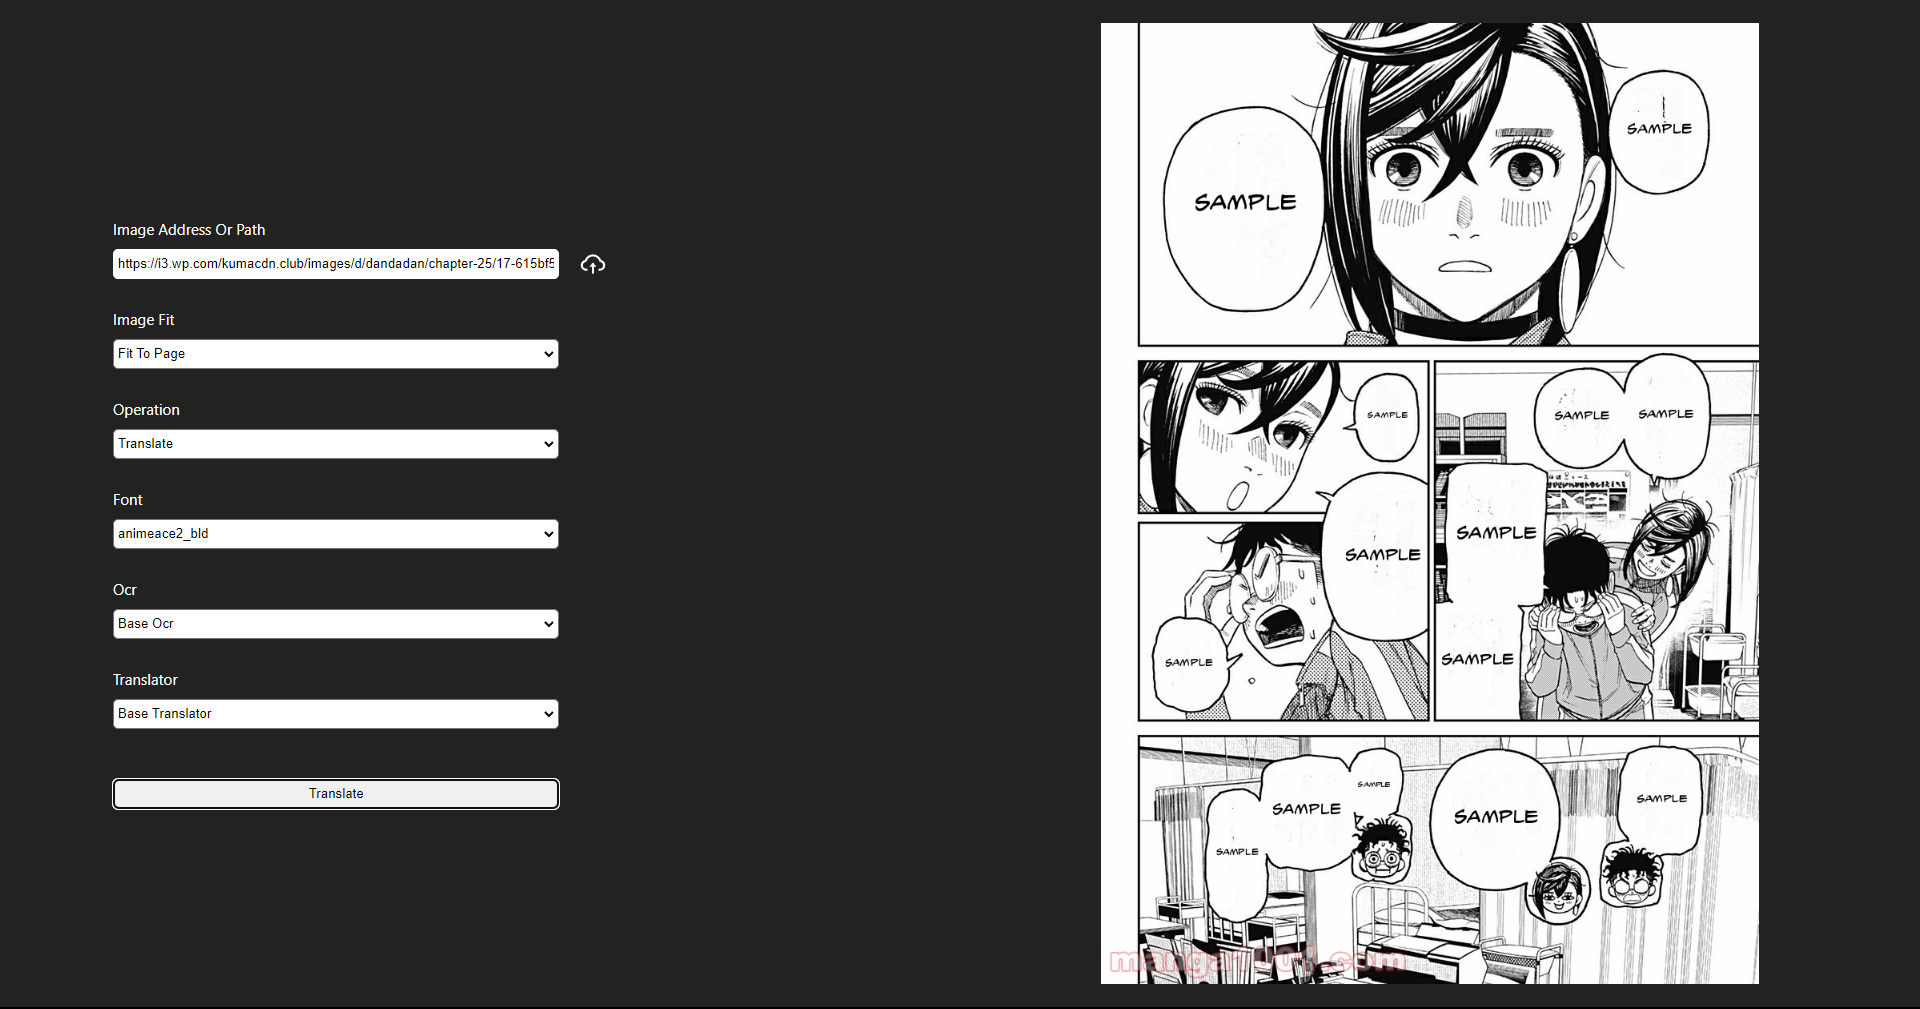 Image Address Or Path
https://i3.wp.com/kumacdn.club/images/d/dandadan/chapter-25/17-615bf5
Image Fit
Fit To Page
Operation
Translate
Font
animeace2_bld
Ocr
Base Ocr
Translator
Base Translator
Translate
SAMPLE
SAMPLE
SAMPLE
SAMPLE
SAMPLE
SAMPLE
SAMPLE
SAMPLE
SAMPLE
SAMPLE
SAMPLE
SAMPLE
SAMPLE
SAMPLE
manga1001.com